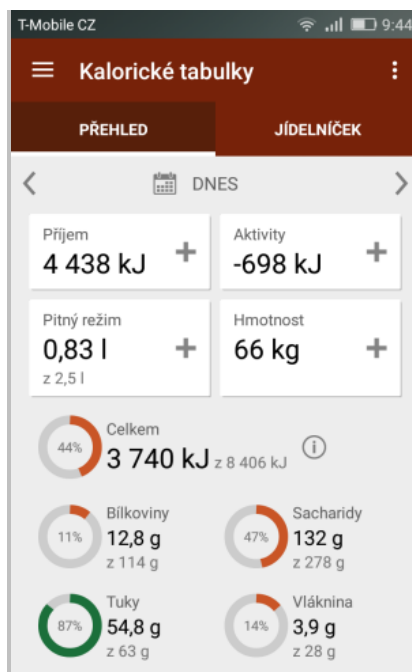 T-Mobile CZ 9:44
Kalorické tabulky
PŘEHLED JÍDELNÍČEK
DNES
Příjem
4 438 kJ
Aktivity
-698 kJ
Pitný režim
0,83 l
z 2,5 l
Hmotnost
66 kg
44%
Celkem
3 740 kJ z 8 406 kJ
11%
Bílkoviny
12,8 g
z 114 g
47%
Sacharidy
132 g
z 278 g
87%
Tuky
54,8 g
z 63 g
14%
Vláknina
3,9 g
z 28 g